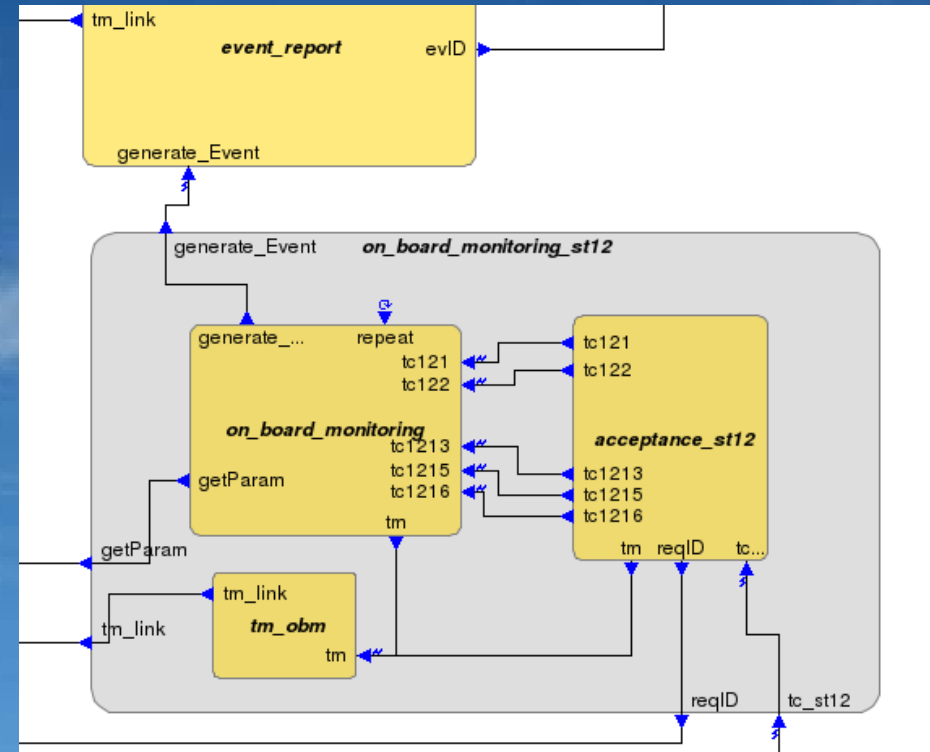 tm_link
event_report
evID
generate_Event
generate_Event
on_board_monitoring_st12
generate_...
repeat
tc121
tc122
on_board_monitoring
tc1213
tc1215
tc1216
getParam
tm
tc121
tc122
acceptance_st12
tc1213
tc1215
tc1216
tm
reqID
tc...
getParam
tm_link
tm_obm
tm
tm_link
reqID
tc_st12